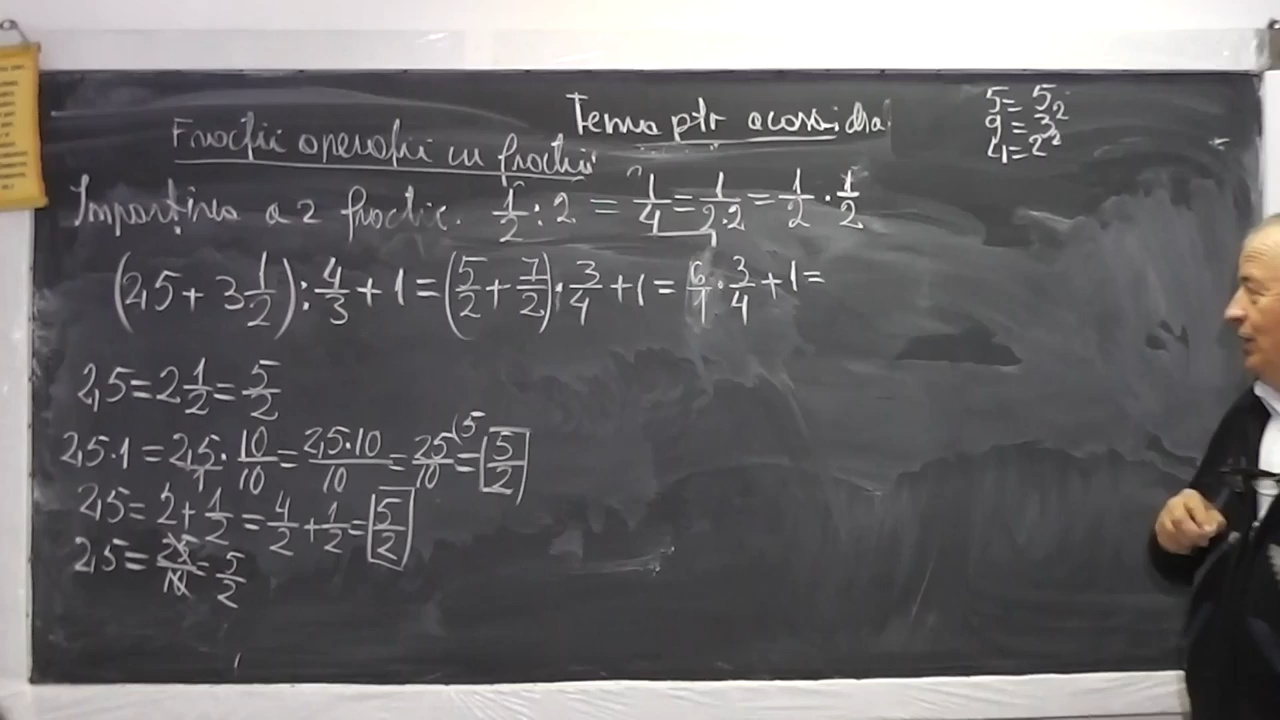 Tema ptr acasă
5 = 5
9 = 3²
4 = 2²
Fracții operații cu fracții
Impărțirea a 2 fracții. 1/2 : 2 = 1/4 = 1/2·2 = 1/2 · 1/2
(2,5 + 3 1/2) : 4/3 + 1 = (5/2 + 7/2) · 3/4 + 1 = 6/1 · 3/4 + 1 =
2,5 = 2 1/2 = 5/2
2,5 · 1 = 2,5/1 · 10/10 = 2,5·10/10 = 25/10 (5 = 5/2
2,5 = 2 + 1/2 = 4/2 + 1/2 = 5/2
2,5 = 25/10 = 5/2